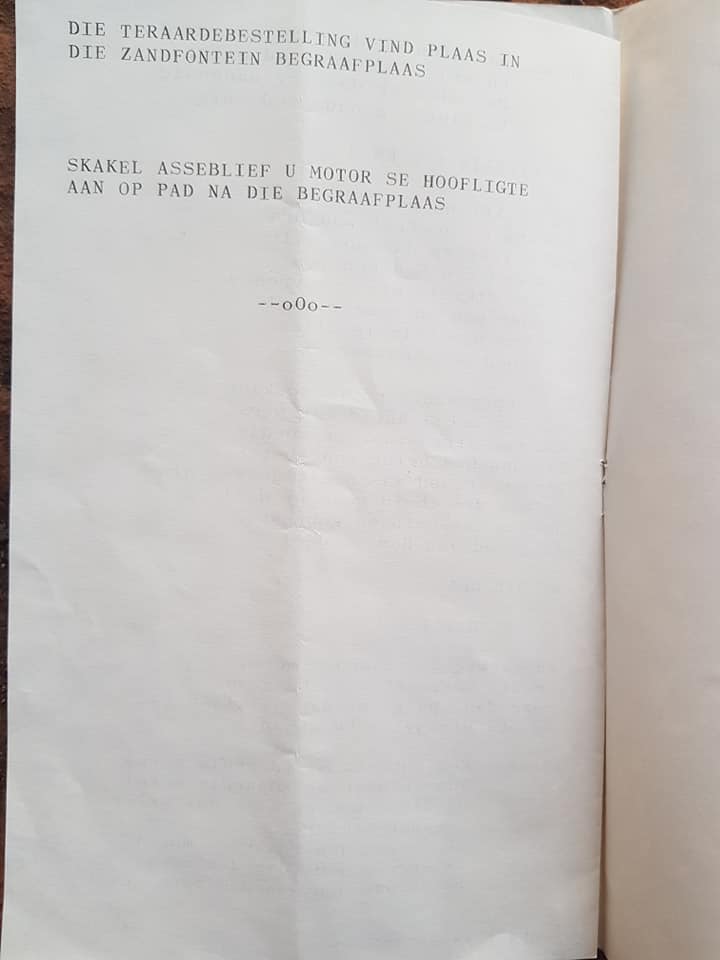 DIE TERAARDEBESTELLING VIND PLAAS IN
DIE ZANDFONTEIN BEGRAAFPLAAS
SKAKEL ASSEBLIEF U MOTOR SE HOOFLIGTE
AAN OP PAD NA DIE BEGRAAFPLAAS
--oOo--